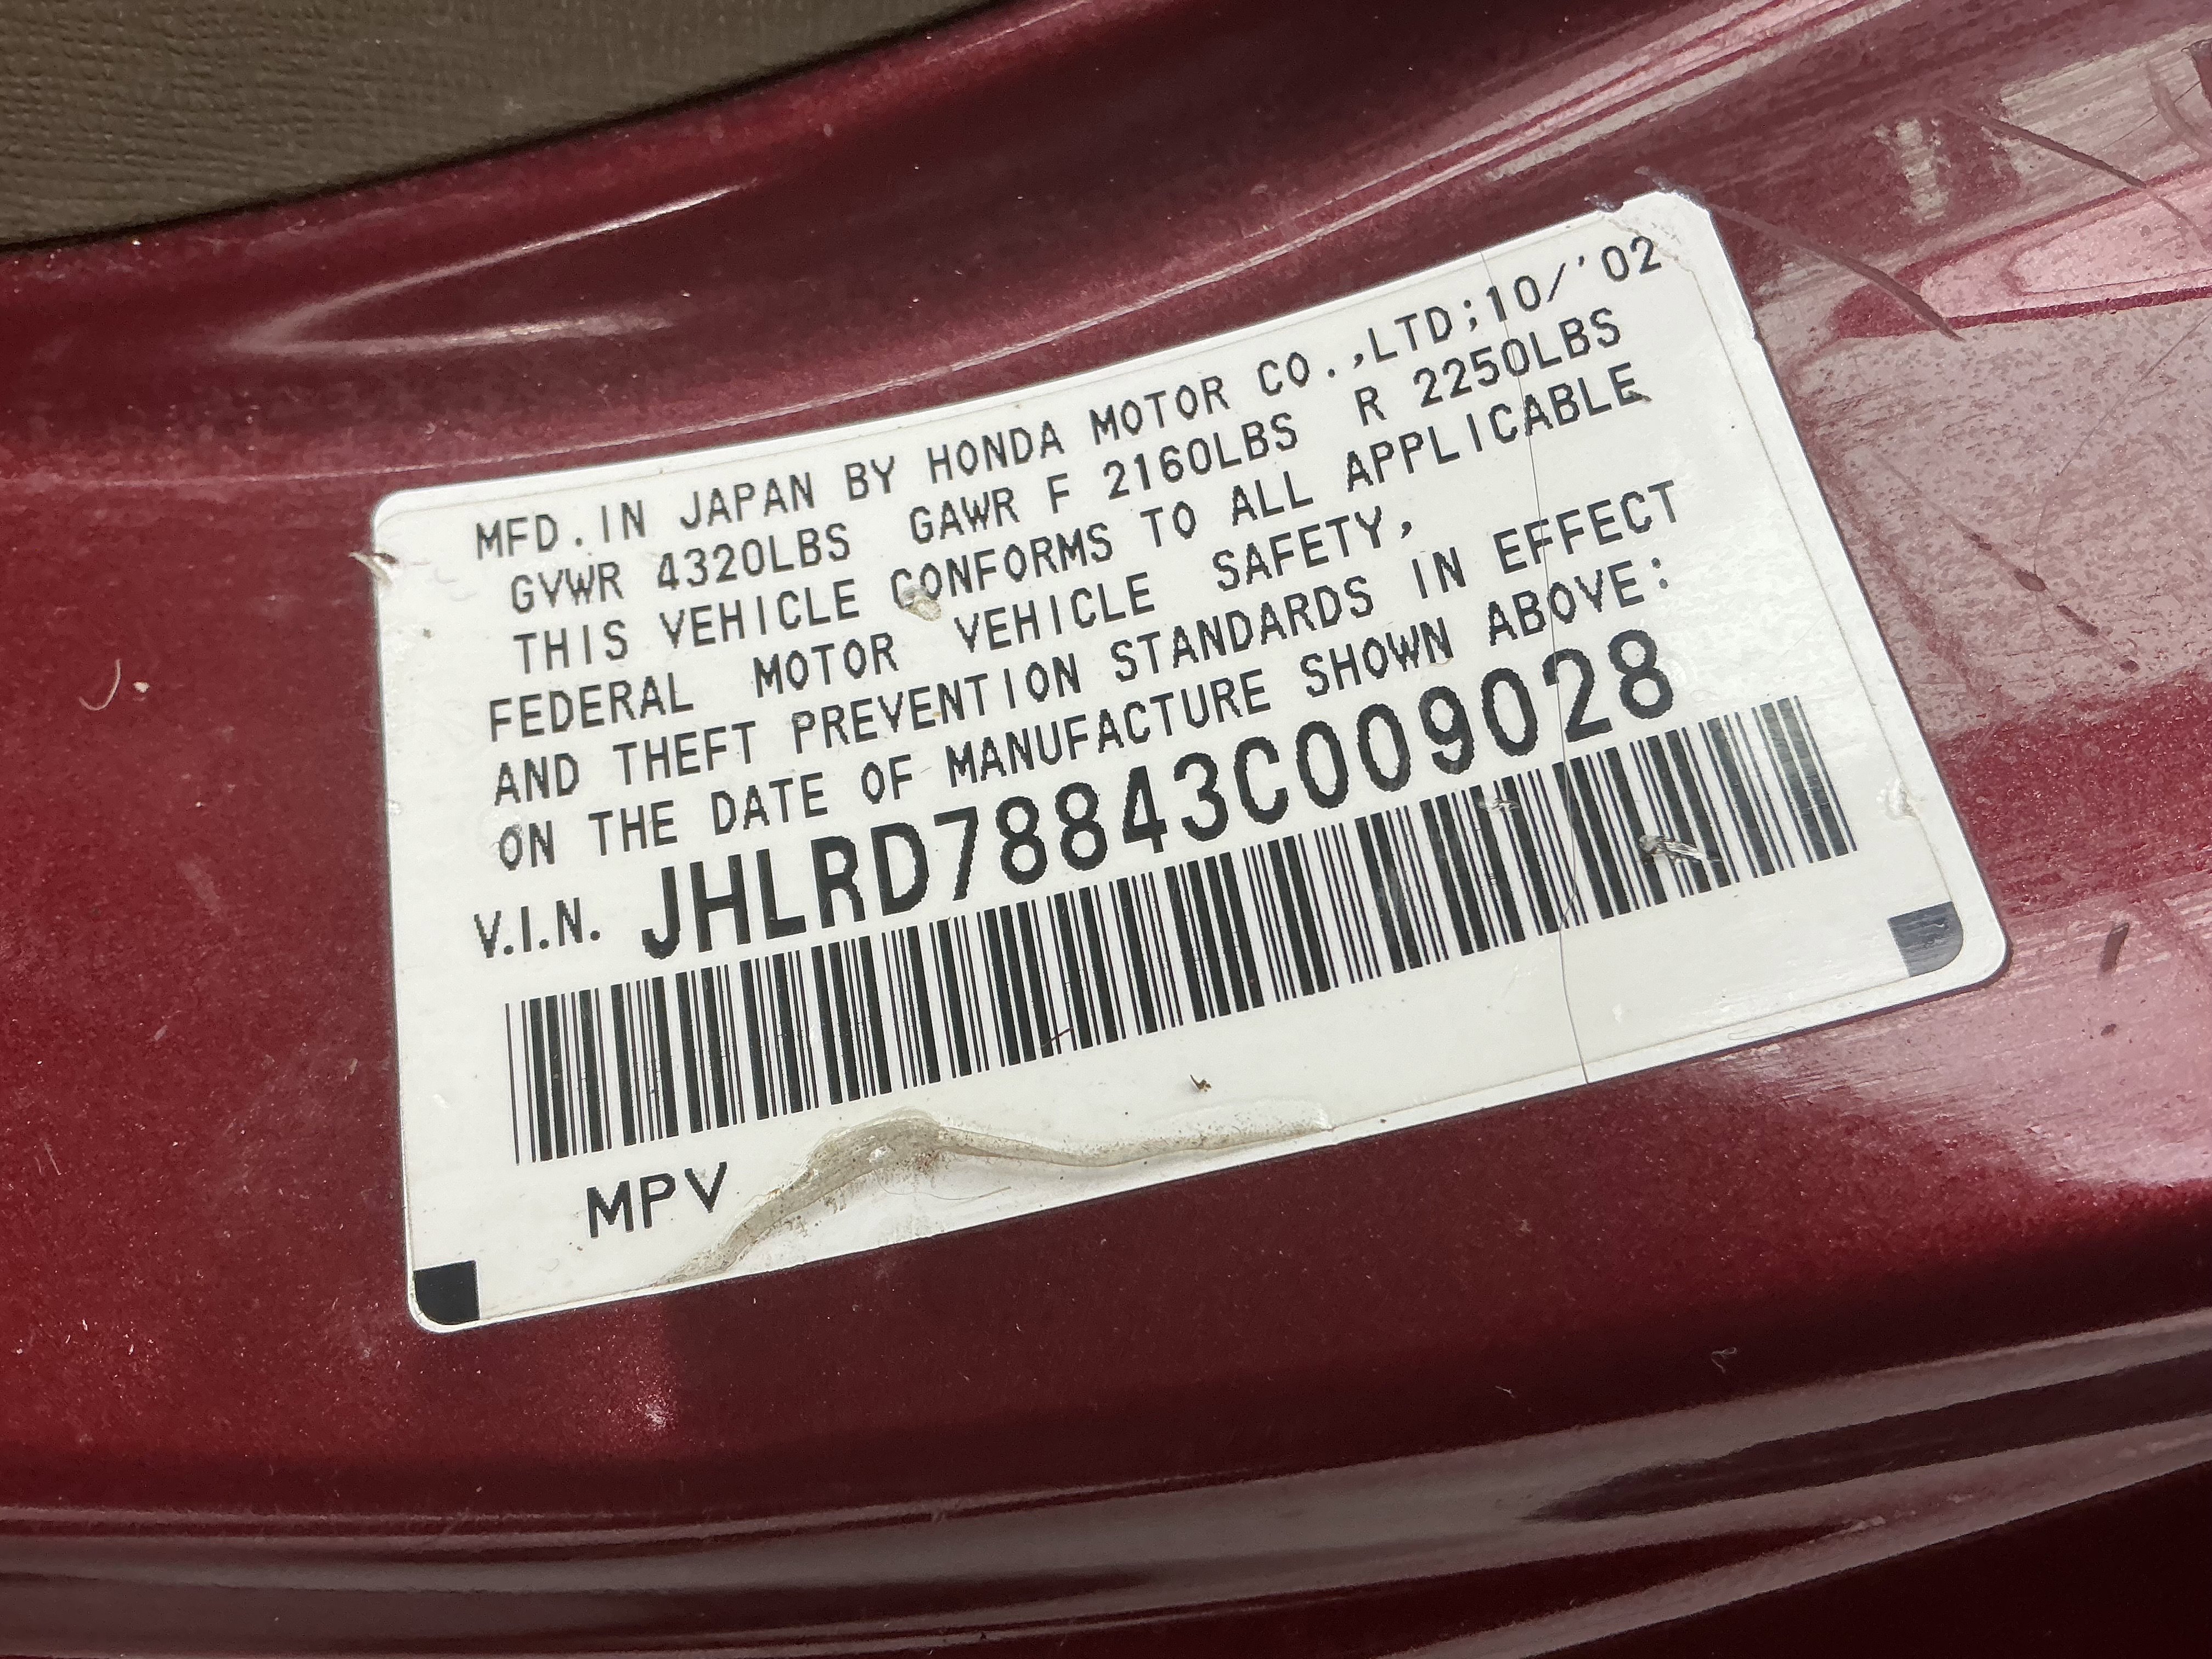 MFD.IN JAPAN BY HONDA MOTOR CO.,LTD;10/'02
GVWR 4320LBS GAWR F 2160LBS R 2250LBS
THIS VEHICLE CONFORMS TO ALL APPLICABLE
FEDERAL MOTOR VEHICLE SAFETY,
AND THEFT PREVENTION STANDARDS IN EFFECT
ON THE DATE OF MANUFACTURE SHOWN ABOVE:
V.I.N. JHLRD78843C009028
MPV